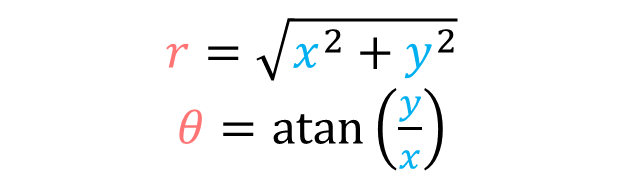 r = √(x² + y²)
θ = atan (y/x)